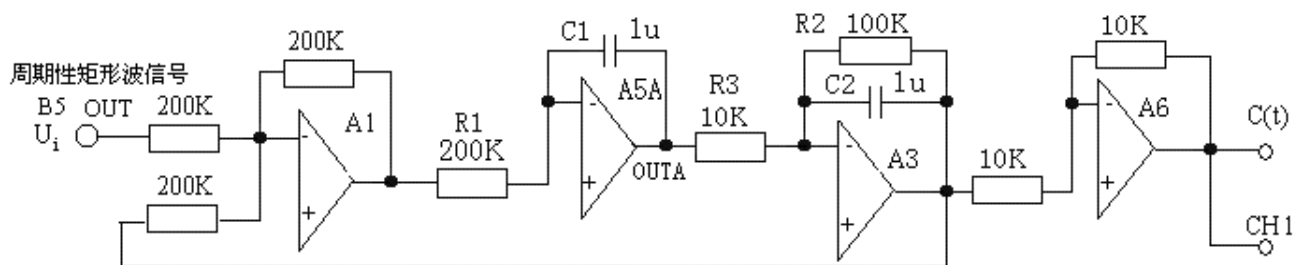 周期性矩形波信号
B5 OUT
Ui
200K
200K
200K
A1
-
+
R1
200K
C1
1u
A5A
-
+
OUTA
R3
10K
R2
100K
C2
1u
-
+
A3
10K
10K
-
+
A6
C(t)
CH1